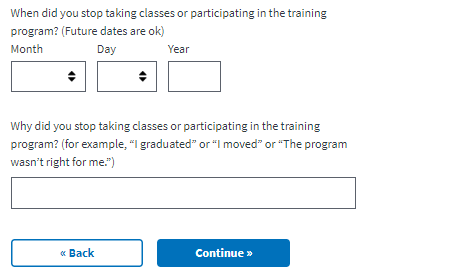 When did you stop taking classes or participating in the training
program? (Future dates are ok)
Month Day Year
Why did you stop taking classes or participating in the training
program? (for example, “I graduated” or “I moved” or “The program
wasn’t right for me.”)
« Back Continue »